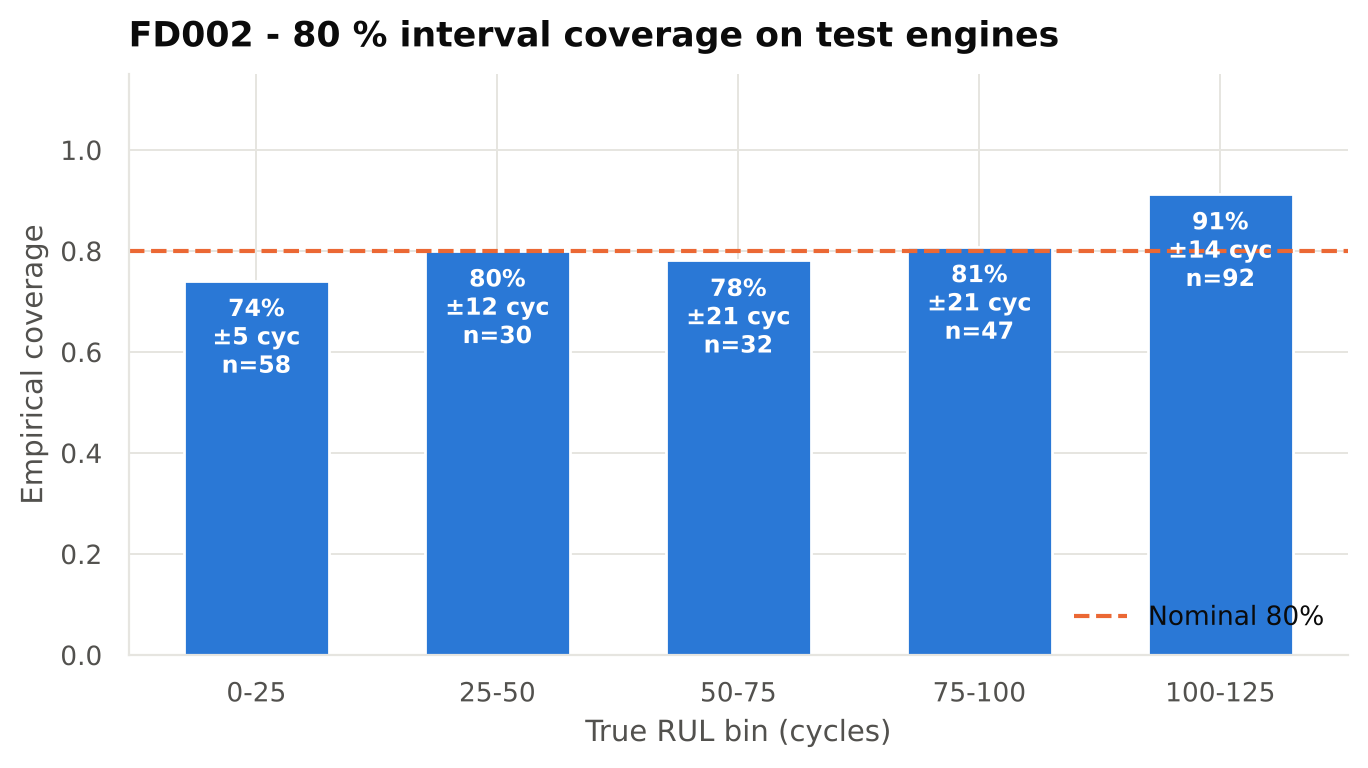 FD002 - 80 % interval coverage on test engines
Empirical coverage
1.0
0.8
0.6
0.4
0.2
0.0
74%
±5 cyc
n=58
80%
±12 cyc
n=30
78%
±21 cyc
n=32
81%
±21 cyc
n=47
91%
±14 cyc
n=92
Nominal 80%
0-25
25-50
50-75
75-100
100-125
True RUL bin (cycles)